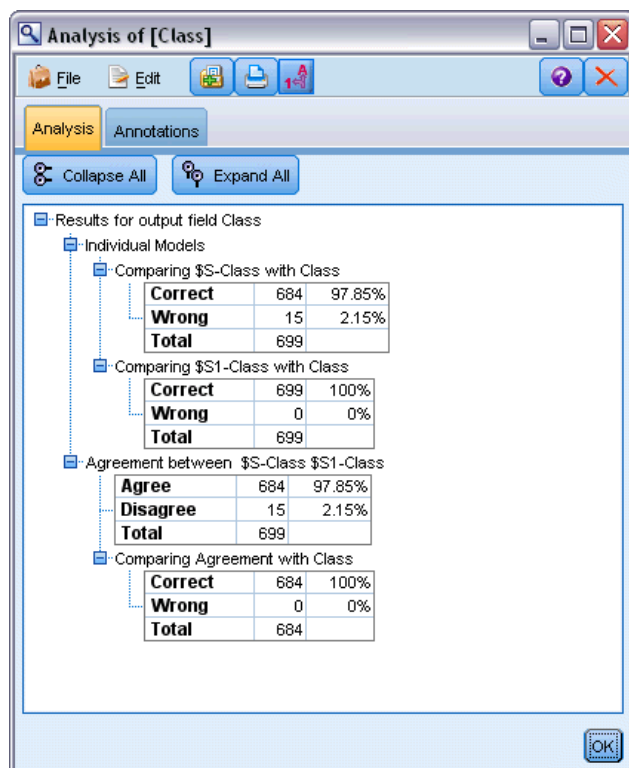 Analysis of [Class]
File Edit
Analysis Annotations
Collapse All Expand All
Results for output field Class
Individual Models
Comparing $S-Class with Class
Correct 684 97.85%
Wrong 15 2.15%
Total 699
Comparing $S1-Class with Class
Correct 699 100%
Wrong 0 0%
Total 699
Agreement between $S-Class $S1-Class
Agree 684 97.85%
Disagree 15 2.15%
Total 699
Comparing Agreement with Class
Correct 684 100%
Wrong 0 0%
Total 684
OK